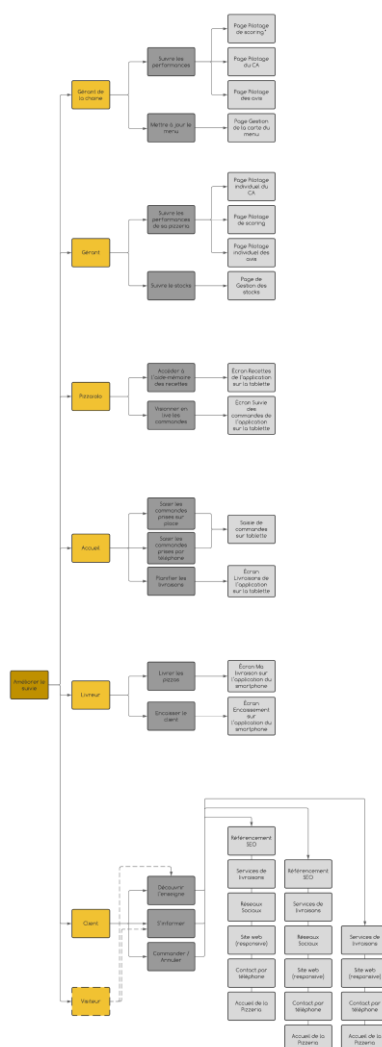 Page Pilotage
de scoring*
Suivre les
performances
Page Pilotage
du CA
Gérant de
la chaine
Page Pilotage
des avis
Mettre à jour le
menu
Page Gestion
de la carte du
menu
Page Pilotage
individuel du
CA
Suivre les
performances
de sa pizzeria
Page Pilotage
de scoring
Gérant
Page Pilotage
individuel des
avis
Suivre le stocks
Page de
Gestion des
stocks
Accéder à
l'aide-mémoire
des recettes
Écran Recettes
de l'application
sur la tablette
Pizzaiolo
Visionner en
live les
commandes
Écran Suivie
des
commandes de
l'application
sur la tablette
Saisir les
commandes
prises sur
place
Saisie de
commandes
sur tablette
Accueil
Saisir les
commandes
prises par
téléphone
Planifier les
livraisons
Écran
Livraisons de
l'application
sur la tablette
Améliorer le
suivie
Livreur
Livrer les
pizzas
Écran Ma
livraison sur
l'application du
smartphone
Encaisser le
client
Écran
Encaissement
sur
l'application du
smartphone
Client
Visiteur
Découvrir
l'enseigne
S'informer
Commander /
Annuler
Référencement
SEO
Services de
livraisons
Réseaux
Sociaux
Site web
(responsive)
Contact par
téléphone
Accueil de la
Pizzeria
Référencement
SEO
Services de
livraisons
Réseaux
Sociaux
Site web
(responsive)
Contact par
téléphone
Accueil de la
Pizzeria
Services de
livraisons
Site web
(responsive)
Contact par
téléphone
Accueil de la
Pizzeria